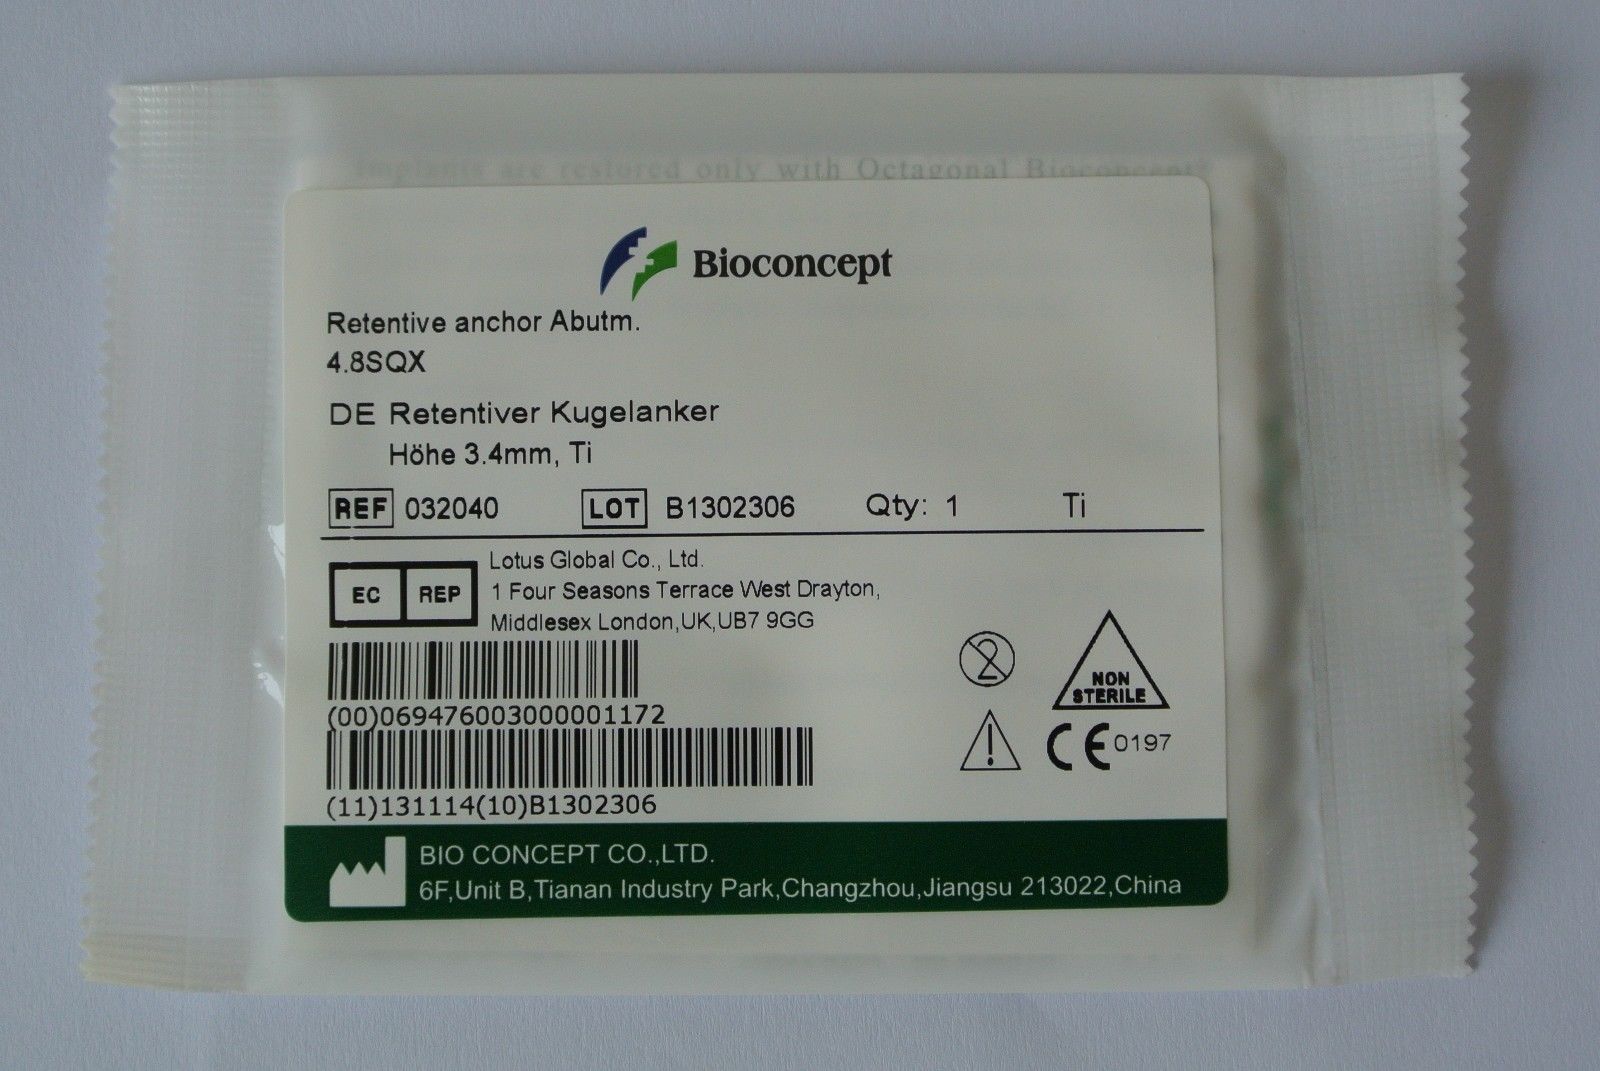 Implants are restored only with Octagonal Bioconcept
Bioconcept
Retentive anchor Abutm.
4.8SQX
DE Retentiver Kugelanker
Höhe 3.4mm, Ti
REF 032040 LOT B1302306 Qty: 1 Ti
EC REP
Lotus Global Co., Ltd.
1 Four Seasons Terrace West Drayton,
Middlesex London,UK,UB7 9GG
(00)069476003000001172
2
NON
STERILE
(11)131114(10)B1302306
CE 0197
BIO CONCEPT CO.,LTD.
6F,Unit B,Tianan Industry Park,Changzhou,Jiangsu 213022,China